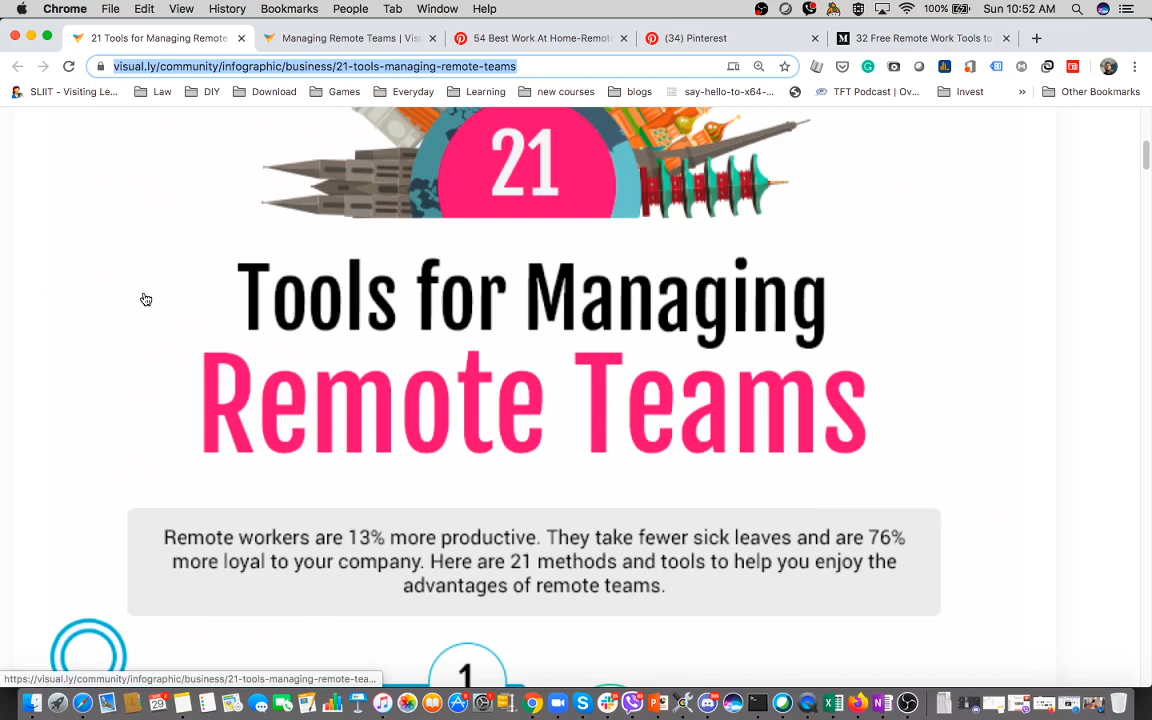 Chrome File Edit View History Bookmarks People Tab Window Help 100% Sun 10:52 AM
21 Tools for Managing Remote Managing Remote Teams | Visu 54 Best Work At Home-Remot (34) Pinterest 32 Free Remote Work Tools to
visual.ly/community/infographic/business/21-tools-managing-remote-teams
SLIIT - Visiting Le... Law DIY Download Games Everyday Learning new courses blogs say-hello-to-x64-... TFT Podcast | Ov... Invest » Other Bookmarks
21
Tools for Managing
Remote Teams
Remote workers are 13% more productive. They take fewer sick leaves and are 76%
more loyal to your company. Here are 21 methods and tools to help you enjoy the
advantages of remote teams.
1
https://visual.ly/community/infographic/business/21-tools-managing-remote-tea...